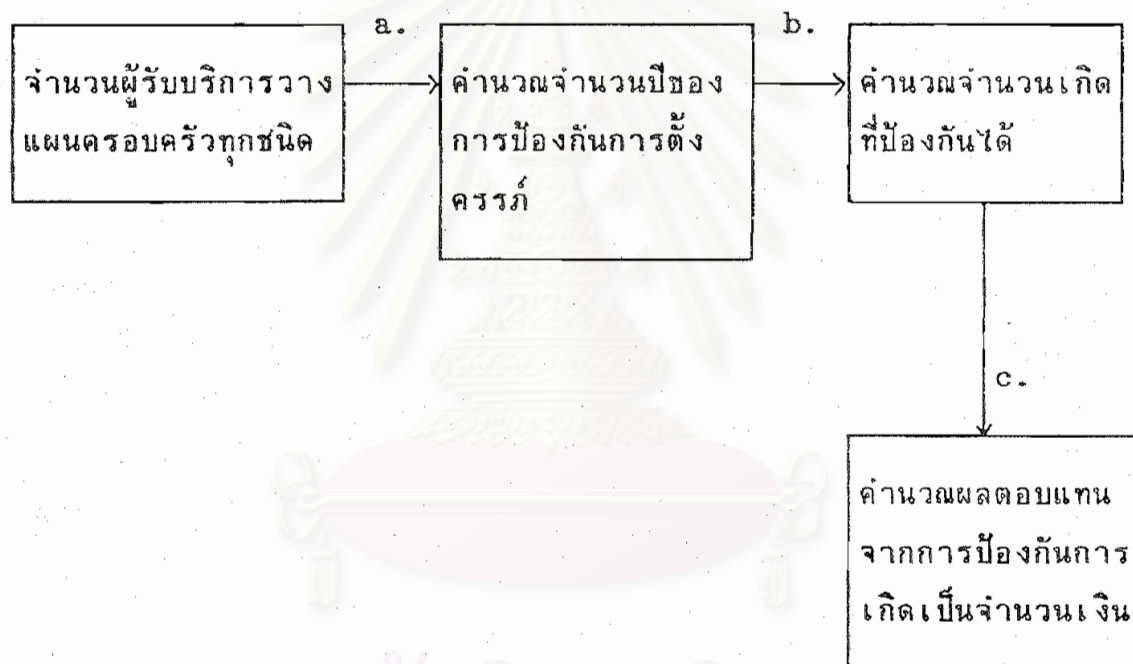 a.
b.
จำนวนผู้รับบริการวาง
แผนครอบครัวทุกชนิด
คำนวณจำนวนปีของ
การป้องกันการตั้ง
ครรภ์
คำนวณจำนวนเกิด
ที่ป้องกันได้
c.
คำนวณผลตอบแทน
จากการป้องกันการ
เกิดเป็นจำนวนเงิน